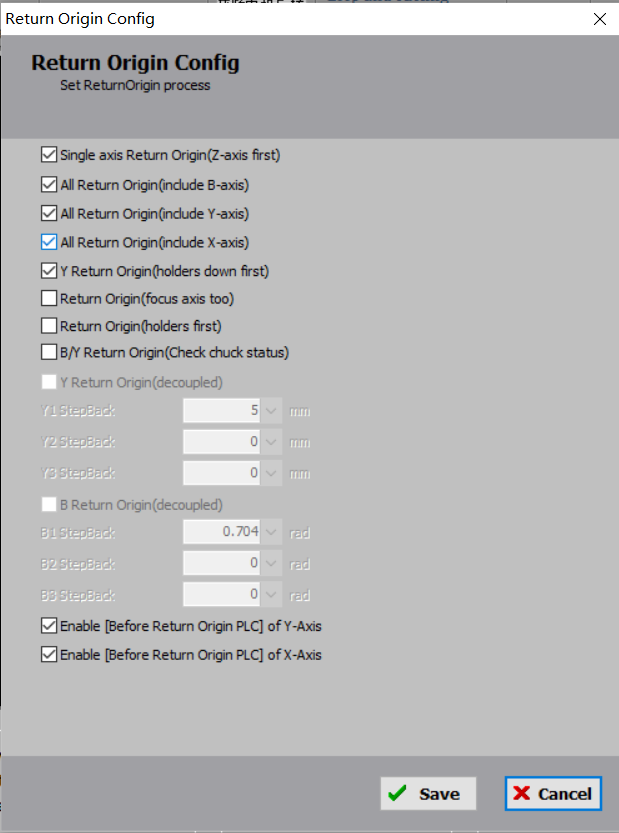 Return Origin Config
Return Origin Config
Set ReturnOrigin process
Single axis Return Origin(Z-axis first)
All Return Origin(include B-axis)
All Return Origin(include Y-axis)
All Return Origin(include X-axis)
Y Return Origin(holders down first)
Return Origin(focus axis too)
Return Origin(holders first)
B/Y Return Origin(Check chuck status)
Y Return Origin(decoupled)
Y1 StepBack 5 mm
Y2 StepBack 0 mm
Y3 StepBack 0 mm
B Return Origin(decoupled)
B1 StepBack 0.704 rad
B2 StepBack 0 rad
B3 StepBack 0 rad
Enable [Before Return Origin PLC] of Y-Axis
Enable [Before Return Origin PLC] of X-Axis
Save Cancel